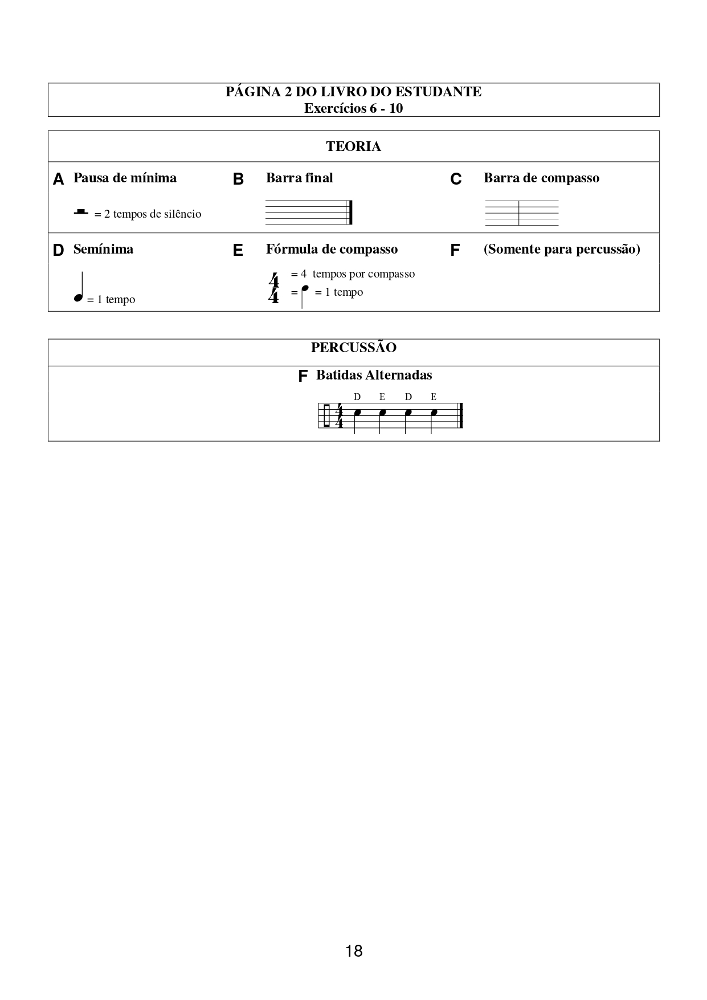 PÁGINA 2 DO LIVRO DO ESTUDANTE
Exercícios 6 - 10
TEORIA
A Pausa de mínima
= 2 tempos de silêncio
B Barra final
C Barra de compasso
D Semínima
= 1 tempo
E Fórmula de compasso
4 = 4 tempos por compasso
4 = = 1 tempo
F (Somente para percussão)
PERCUSSÃO
F Batidas Alternadas
D E D E
4
4
18